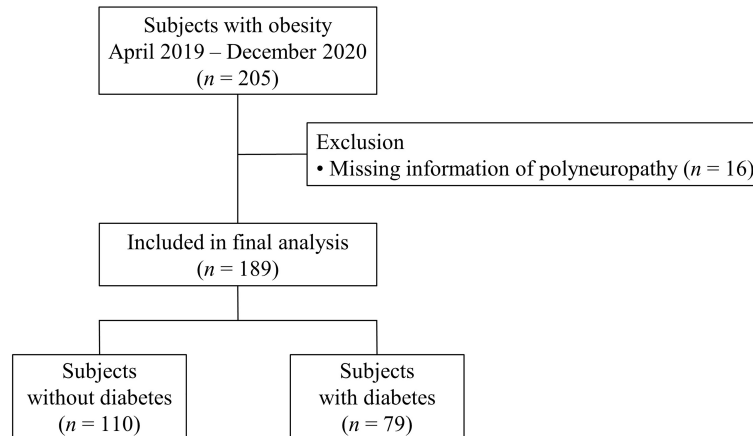 Subjects with obesity
April 2019 – December 2020
(n = 205)
Exclusion
• Missing information of polyneuropathy (n = 16)
Included in final analysis
(n = 189)
Subjects
without diabetes
(n = 110)
Subjects
with diabetes
(n = 79)